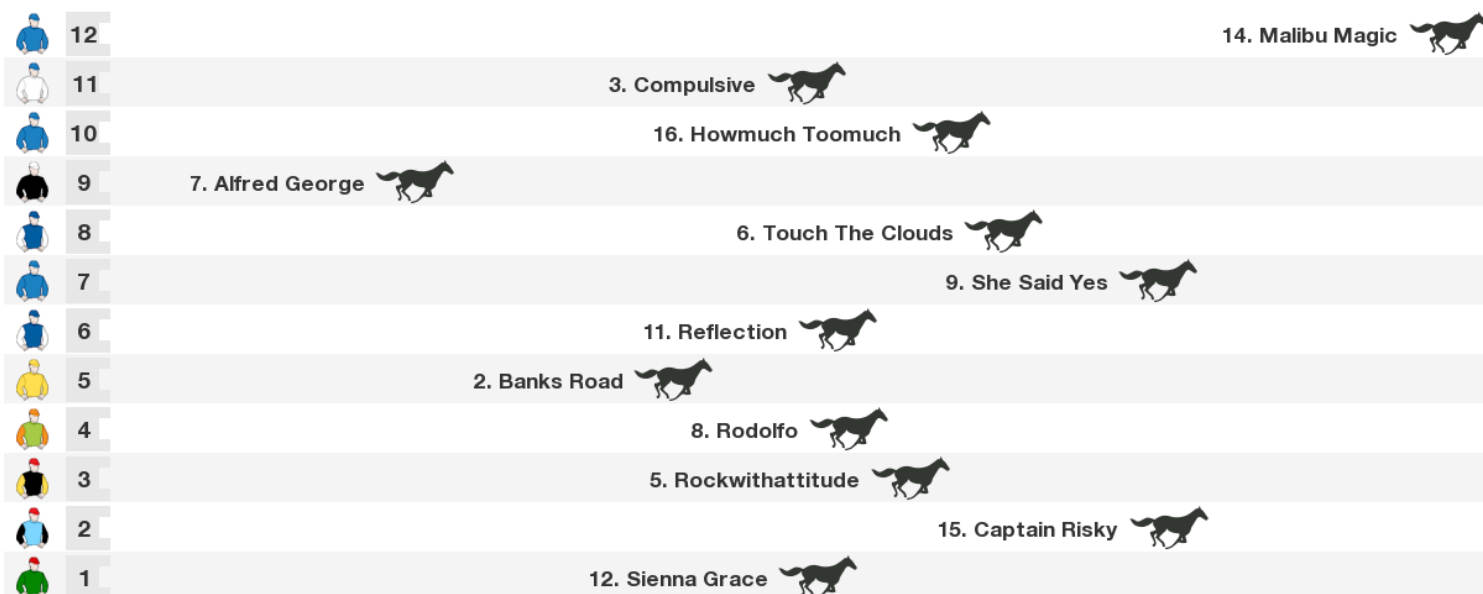 12 14. Malibu Magic
11 3. Compulsive
10 16. Howmuch Toomuch
9 7. Alfred George
8 6. Touch The Clouds
7 9. She Said Yes
6 11. Reflection
5 2. Banks Road
4 8. Rodolfo
3 5. Rockwithattitude
2 15. Captain Risky
1 12. Sienna Grace